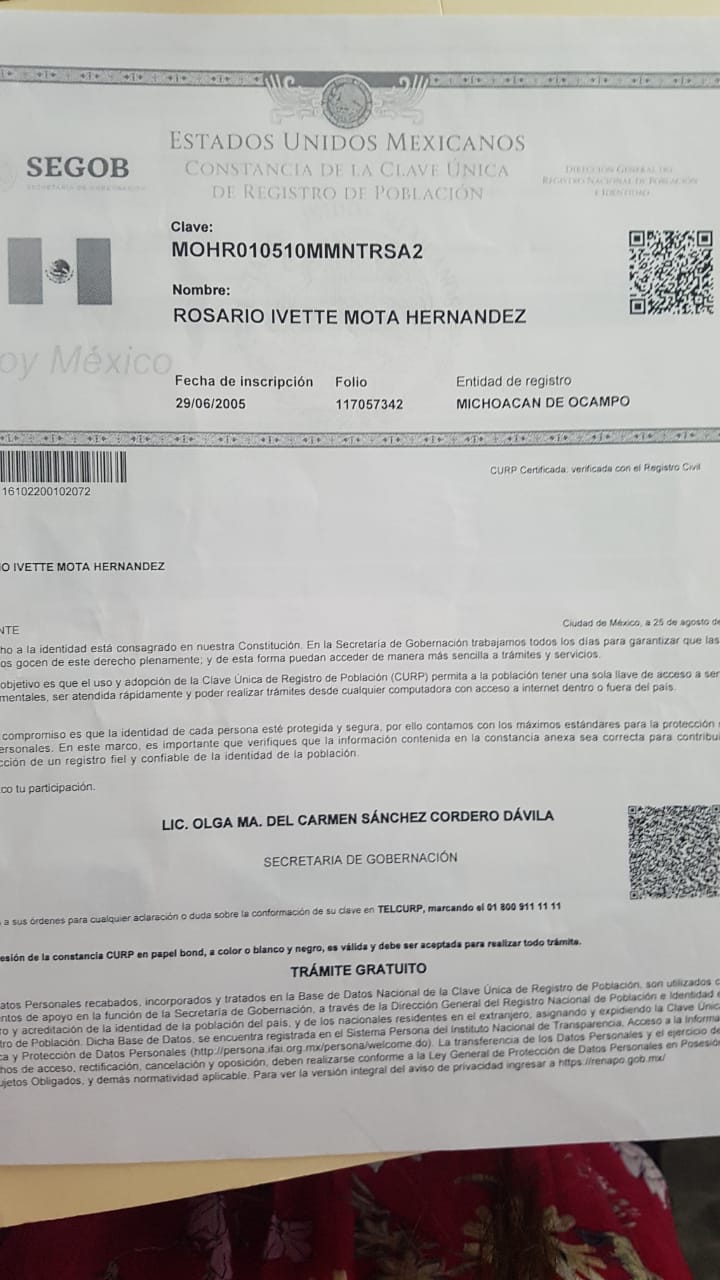 ESTADOS UNIDOS MEXICANOS
SEGOB
SECRETARÍA DE GOBERNACIÓN
CONSTANCIA DE LA CLAVE ÚNICA
DE REGISTRO DE POBLACIÓN
DIRECCIÓN GENERAL DEL
REGISTRO NACIONAL DE POBLACIÓN
E IDENTIDAD
Clave:
MOHR010510MMNTRSA2
Nombre:
ROSARIO IVETTE MOTA HERNANDEZ
oy México
Fecha de inscripción Folio Entidad de registro
29/06/2005 117057342 MICHOACAN DE OCAMPO
CURP Certificada: verificada con el Registro Civil
16102200102072
IO IVETTE MOTA HERNANDEZ
Ciudad de México, a 25 de agosto de
NTE
ho a la identidad está consagrado en nuestra Constitución. En la Secretaría de Gobernación trabajamos todos los días para garantizar que las
os gocen de este derecho plenamente; y de esta forma puedan acceder de manera más sencilla a trámites y servicios.
objetivo es que el uso y adopción de la Clave Única de Registro de Población (CURP) permita a la población tener una sola llave de acceso a ser
mentales, ser atendida rápidamente y poder realizar trámites desde cualquier computadora con acceso a internet dentro o fuera del país.
compromiso es que la identidad de cada persona esté protegida y segura, por ello contamos con los máximos estándares para la protección
ersonales. En este marco, es importante que verifiques que la información contenida en la constancia anexa sea correcta para contribui
cción de un registro fiel y confiable de la identidad de la población.
co tu participación.
LIC. OLGA MA. DEL CARMEN SÁNCHEZ CORDERO DÁVILA
SECRETARIA DE GOBERNACIÓN
a sus órdenes para cualquier aclaración o duda sobre la conformación de su clave en TELCURP, marcando el 01 800 911 11 11
esión de la constancia CURP en papel bond, a color o blanco y negro, es válida y debe ser aceptada para realizar todo trámite.
TRÁMITE GRATUITO
atos Personales recabados, incorporados y tratados en la Base de Datos Nacional de la Clave Única de Registro de Población, son utilizados c
ntos de apoyo en la función de la Secretaría de Gobernación, a través de la Dirección General del Registro Nacional de Población e Identidad
ro y acreditación de la identidad de la población del país, y de los nacionales residentes en el extranjero, asignando y expidiendo la Clave Única
tro de Población. Dicha Base de Datos, se encuentra registrada en el Sistema Persona del Instituto Nacional de Transparencia, Acceso a la Informa
ca y Protección de Datos Personales (http://persona.ifai.org.mx/persona/welcome.do). La transferencia de los Datos Personales y el ejercicio de
hos de acceso, rectificación, cancelación y oposición, deben realizarse conforme a la Ley General de Protección de Datos Personales en Posesión
ujetos Obligados, y demás normatividad aplicable. Para ver la versión integral del aviso de privacidad ingresar a https://renapo.gob.mx/